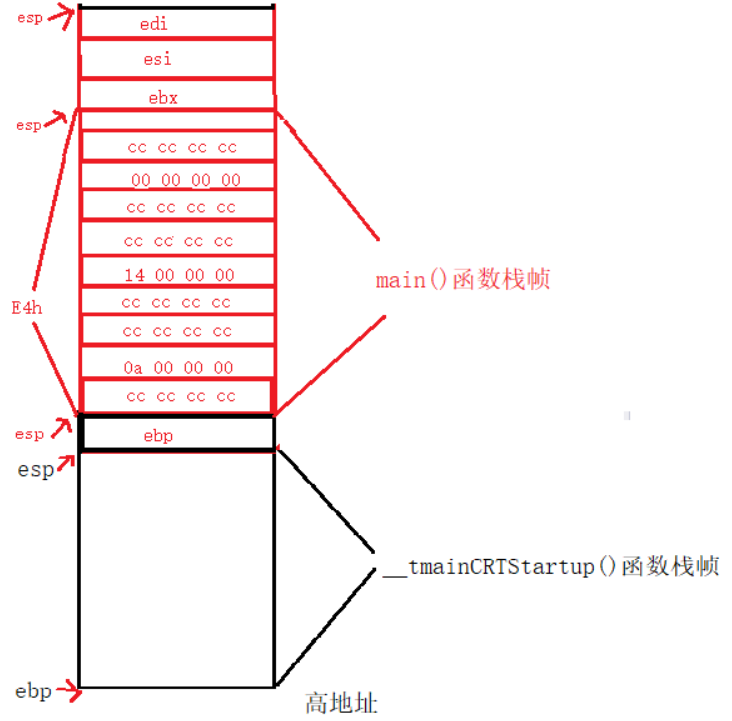 esp
edi
esi
ebx
esp
cc cc cc cc
00 00 00 00
cc cc cc cc
cc cc cc cc
14 00 00 00
main()函数栈帧
E4h
cc cc cc cc
cc cc cc cc
0a 00 00 00
cc cc cc cc
esp
ebp
esp
__tmainCRTStartup()函数栈帧
ebp
高地址